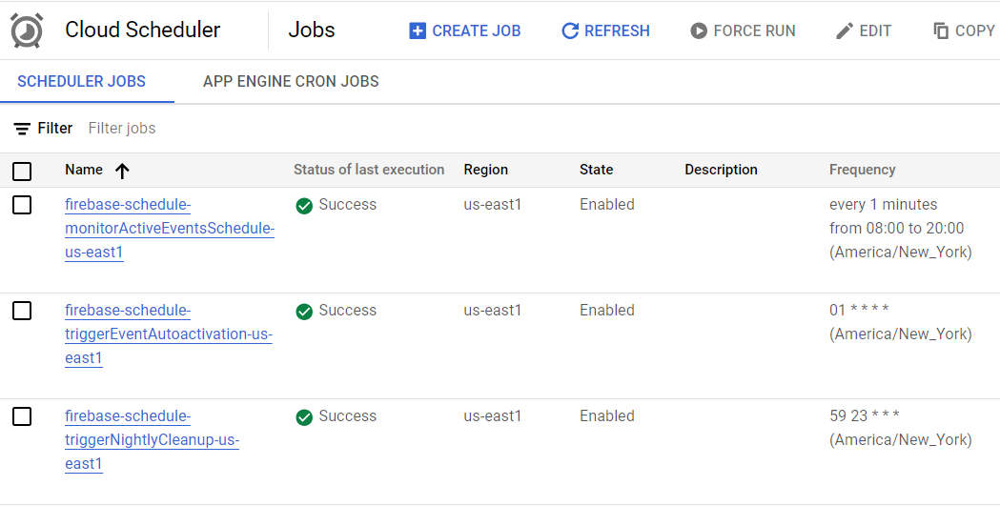 Cloud Scheduler Jobs CREATE JOB REFRESH FORCE RUN EDIT COPY
SCHEDULER JOBS APP ENGINE CRON JOBS
Filter Filter jobs
Name Status of last execution Region State Description Frequency
firebase-schedule- Success us-east1 Enabled every 1 minutes
monitorActiveEventsSchedule- from 08:00 to 20:00
us-east1 (America/New_York)
firebase-schedule- Success us-east1 Enabled 01 * * * *
triggerEventAutoactivation-us- (America/New_York)
east1
firebase-schedule- Success us-east1 Enabled 59 23 * * *
triggerNightlyCleanup-us- (America/New_York)
east1